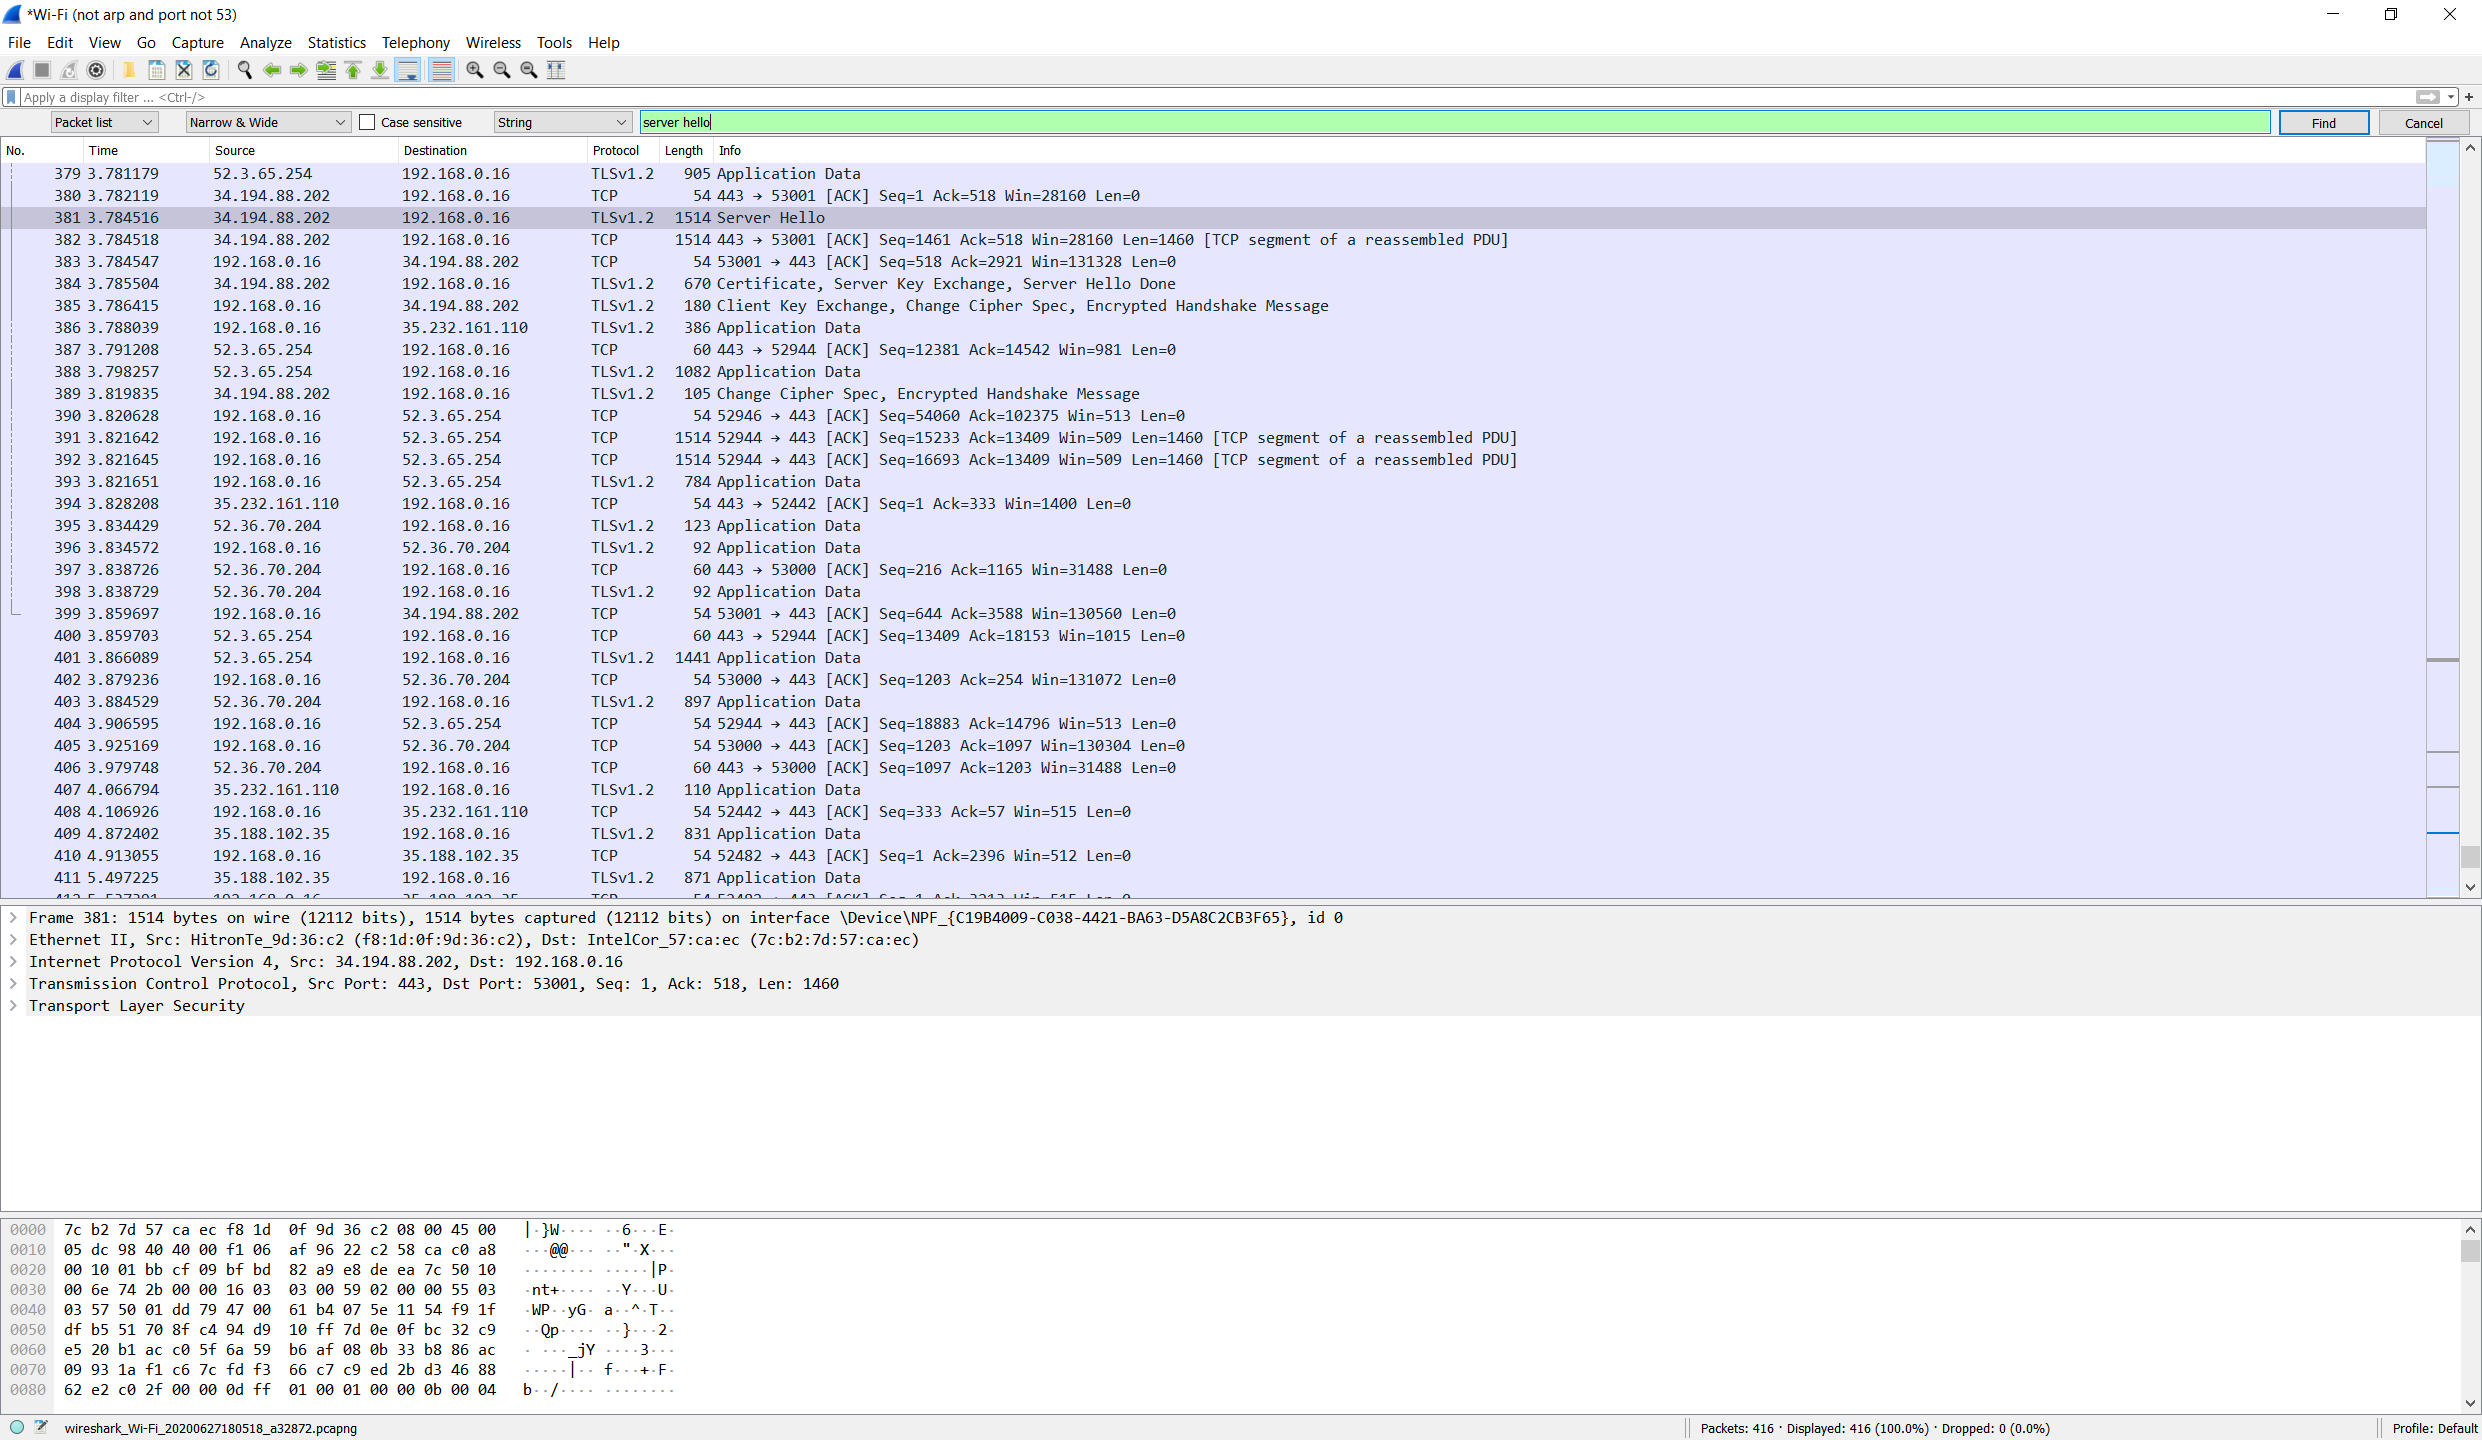 *Wi-Fi (not arp and port not 53)
File Edit View Go Capture Analyze Statistics Telephony Wireless Tools Help
Apply a display filter ... <Ctrl-/>
Packet list Narrow & Wide Case sensitive String server hello Find Cancel
No. Time Source Destination Protocol Length Info
379 3.781179 52.3.65.254 192.168.0.16 TLSv1.2 905 Application Data
380 3.782119 34.194.88.202 192.168.0.16 TCP 54 443 → 53001 [ACK] Seq=1 Ack=518 Win=28160 Len=0
381 3.784516 34.194.88.202 192.168.0.16 TLSv1.2 1514 Server Hello
382 3.784518 34.194.88.202 192.168.0.16 TCP 1514 443 → 53001 [ACK] Seq=1461 Ack=518 Win=28160 Len=1460 [TCP segment of a reassembled PDU]
383 3.784547 192.168.0.16 34.194.88.202 TCP 54 53001 → 443 [ACK] Seq=518 Ack=2921 Win=131328 Len=0
384 3.785504 34.194.88.202 192.168.0.16 TLSv1.2 670 Certificate, Server Key Exchange, Server Hello Done
385 3.786415 192.168.0.16 34.194.88.202 TLSv1.2 180 Client Key Exchange, Change Cipher Spec, Encrypted Handshake Message
386 3.788039 192.168.0.16 35.232.161.110 TLSv1.2 386 Application Data
387 3.791208 52.3.65.254 192.168.0.16 TCP 60 443 → 52944 [ACK] Seq=12381 Ack=14542 Win=981 Len=0
388 3.798257 52.3.65.254 192.168.0.16 TLSv1.2 1082 Application Data
389 3.819835 34.194.88.202 192.168.0.16 TLSv1.2 105 Change Cipher Spec, Encrypted Handshake Message
390 3.820628 192.168.0.16 52.3.65.254 TCP 54 52946 → 443 [ACK] Seq=54060 Ack=102375 Win=513 Len=0
391 3.821642 192.168.0.16 52.3.65.254 TCP 1514 52944 → 443 [ACK] Seq=15233 Ack=13409 Win=509 Len=1460 [TCP segment of a reassembled PDU]
392 3.821645 192.168.0.16 52.3.65.254 TCP 1514 52944 → 443 [ACK] Seq=16693 Ack=13409 Win=509 Len=1460 [TCP segment of a reassembled PDU]
393 3.821651 192.168.0.16 52.3.65.254 TLSv1.2 784 Application Data
394 3.828208 35.232.161.110 192.168.0.16 TCP 54 443 → 52442 [ACK] Seq=1 Ack=333 Win=1400 Len=0
395 3.834429 52.36.70.204 192.168.0.16 TLSv1.2 123 Application Data
396 3.834572 192.168.0.16 52.36.70.204 TLSv1.2 92 Application Data
397 3.838726 52.36.70.204 192.168.0.16 TCP 60 443 → 53000 [ACK] Seq=216 Ack=1165 Win=31488 Len=0
398 3.838729 52.36.70.204 192.168.0.16 TLSv1.2 92 Application Data
399 3.859697 192.168.0.16 34.194.88.202 TCP 54 53001 → 443 [ACK] Seq=644 Ack=3588 Win=130560 Len=0
400 3.859703 52.3.65.254 192.168.0.16 TCP 60 443 → 52944 [ACK] Seq=13409 Ack=18153 Win=1015 Len=0
401 3.866089 52.3.65.254 192.168.0.16 TLSv1.2 1441 Application Data
402 3.879236 192.168.0.16 52.36.70.204 TCP 54 53000 → 443 [ACK] Seq=1203 Ack=254 Win=131072 Len=0
403 3.884529 52.36.70.204 192.168.0.16 TLSv1.2 897 Application Data
404 3.906595 192.168.0.16 52.3.65.254 TCP 54 52944 → 443 [ACK] Seq=18883 Ack=14796 Win=513 Len=0
405 3.925169 192.168.0.16 52.36.70.204 TCP 54 53000 → 443 [ACK] Seq=1203 Ack=1097 Win=130304 Len=0
406 3.979748 52.36.70.204 192.168.0.16 TCP 60 443 → 53000 [ACK] Seq=1097 Ack=1203 Win=31488 Len=0
407 4.066794 35.232.161.110 192.168.0.16 TLSv1.2 110 Application Data
408 4.106926 192.168.0.16 35.232.161.110 TCP 54 52442 → 443 [ACK] Seq=333 Ack=57 Win=515 Len=0
409 4.872402 35.188.102.35 192.168.0.16 TLSv1.2 831 Application Data
410 4.913055 192.168.0.16 35.188.102.35 TCP 54 52482 → 443 [ACK] Seq=1 Ack=2396 Win=512 Len=0
411 5.497225 35.188.102.35 192.168.0.16 TLSv1.2 871 Application Data
Frame 381: 1514 bytes on wire (12112 bits), 1514 bytes captured (12112 bits) on interface \Device\NPF_{C19B4009-C038-4421-BA63-D5A8C2CB3F65}, id 0
Ethernet II, Src: HitronTe_9d:36:c2 (f8:1d:0f:9d:36:c2), Dst: IntelCor_57:ca:ec (7c:b2:7d:57:ca:ec)
Internet Protocol Version 4, Src: 34.194.88.202, Dst: 192.168.0.16
Transmission Control Protocol, Src Port: 443, Dst Port: 53001, Seq: 1, Ack: 518, Len: 1460
Transport Layer Security
0000 7c b2 7d 57 ca ec f8 1d 0f 9d 36 c2 08 00 45 00 |·}W···· ··6···E·
0010 05 dc 98 40 40 00 f1 06 af 96 22 c2 58 ca c0 a8 ···@@··· ··"·X···
0020 00 10 01 bb cf 09 bf bd 82 a9 e8 de ea 7c 50 10 ········ ·····|P·
0030 00 6e 74 2b 00 00 16 03 03 00 59 02 00 00 55 03 ·nt+···· ··Y···U·
0040 03 57 50 01 dd 79 47 00 61 b4 07 5e 11 54 f9 1f ·WP··yG· a··^·T··
0050 df b5 51 70 8f c4 94 d9 10 ff 7d 0e 0f bc 32 c9 ··Qp···· ··}···2·
0060 e5 20 b1 ac c0 5f 6a 59 b6 af 08 0b 33 b8 86 ac · ···_jY ····3···
0070 09 93 1a f1 c6 7c fd f3 66 c7 c9 ed 2b d3 46 88 ·····|·· f···+·F·
0080 62 e2 c0 2f 00 00 0d ff 01 00 01 00 00 0b 00 04 b··/···· ········
wireshark_Wi-Fi_20200627180518_a32872.pcapng Packets: 416 · Displayed: 416 (100.0%) · Dropped: 0 (0.0%) Profile: Default